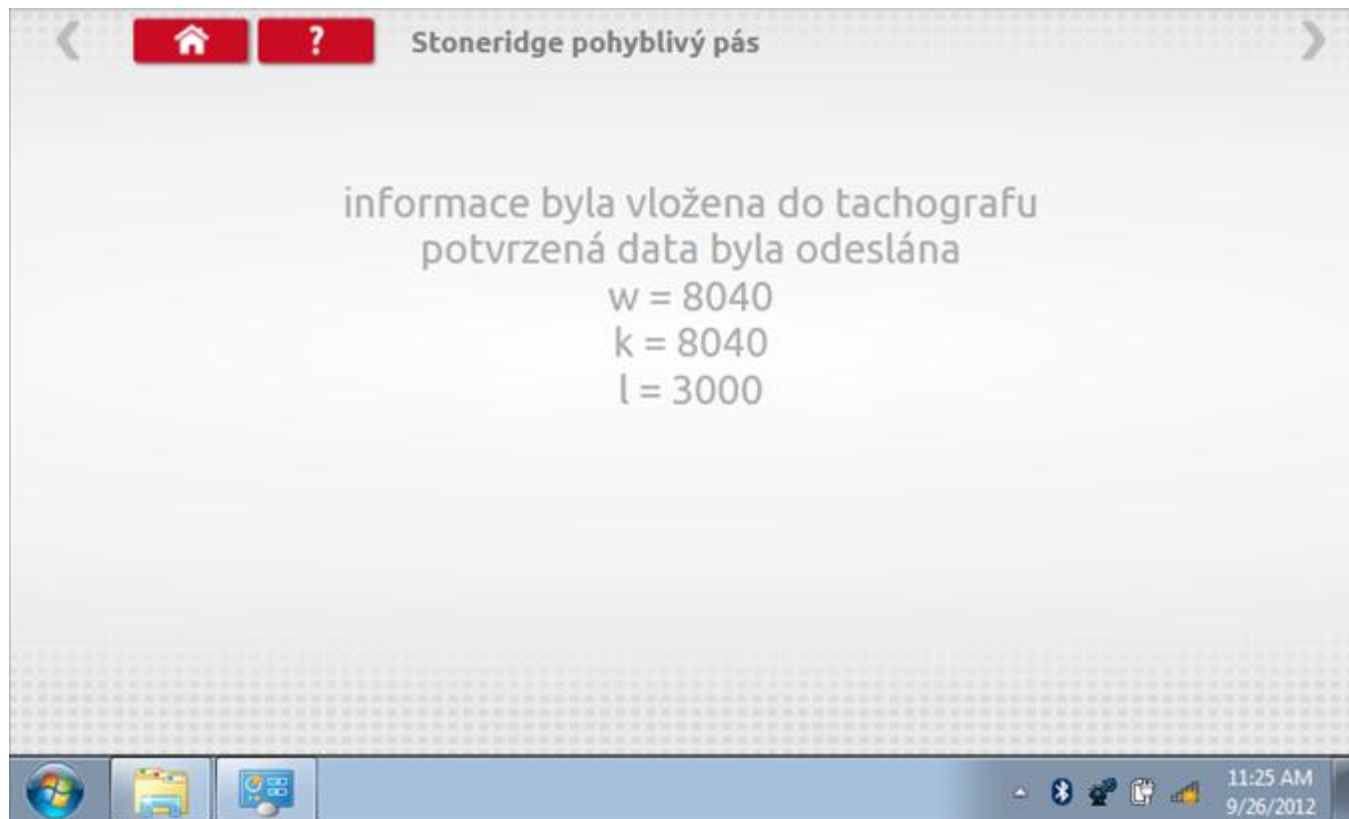 ? Stoneridge pohyblivý pás
informace byla vložena do tachografu
potvrzená data byla odeslána
w = 8040
k = 8040
l = 3000
11:25 AM
9/26/2012